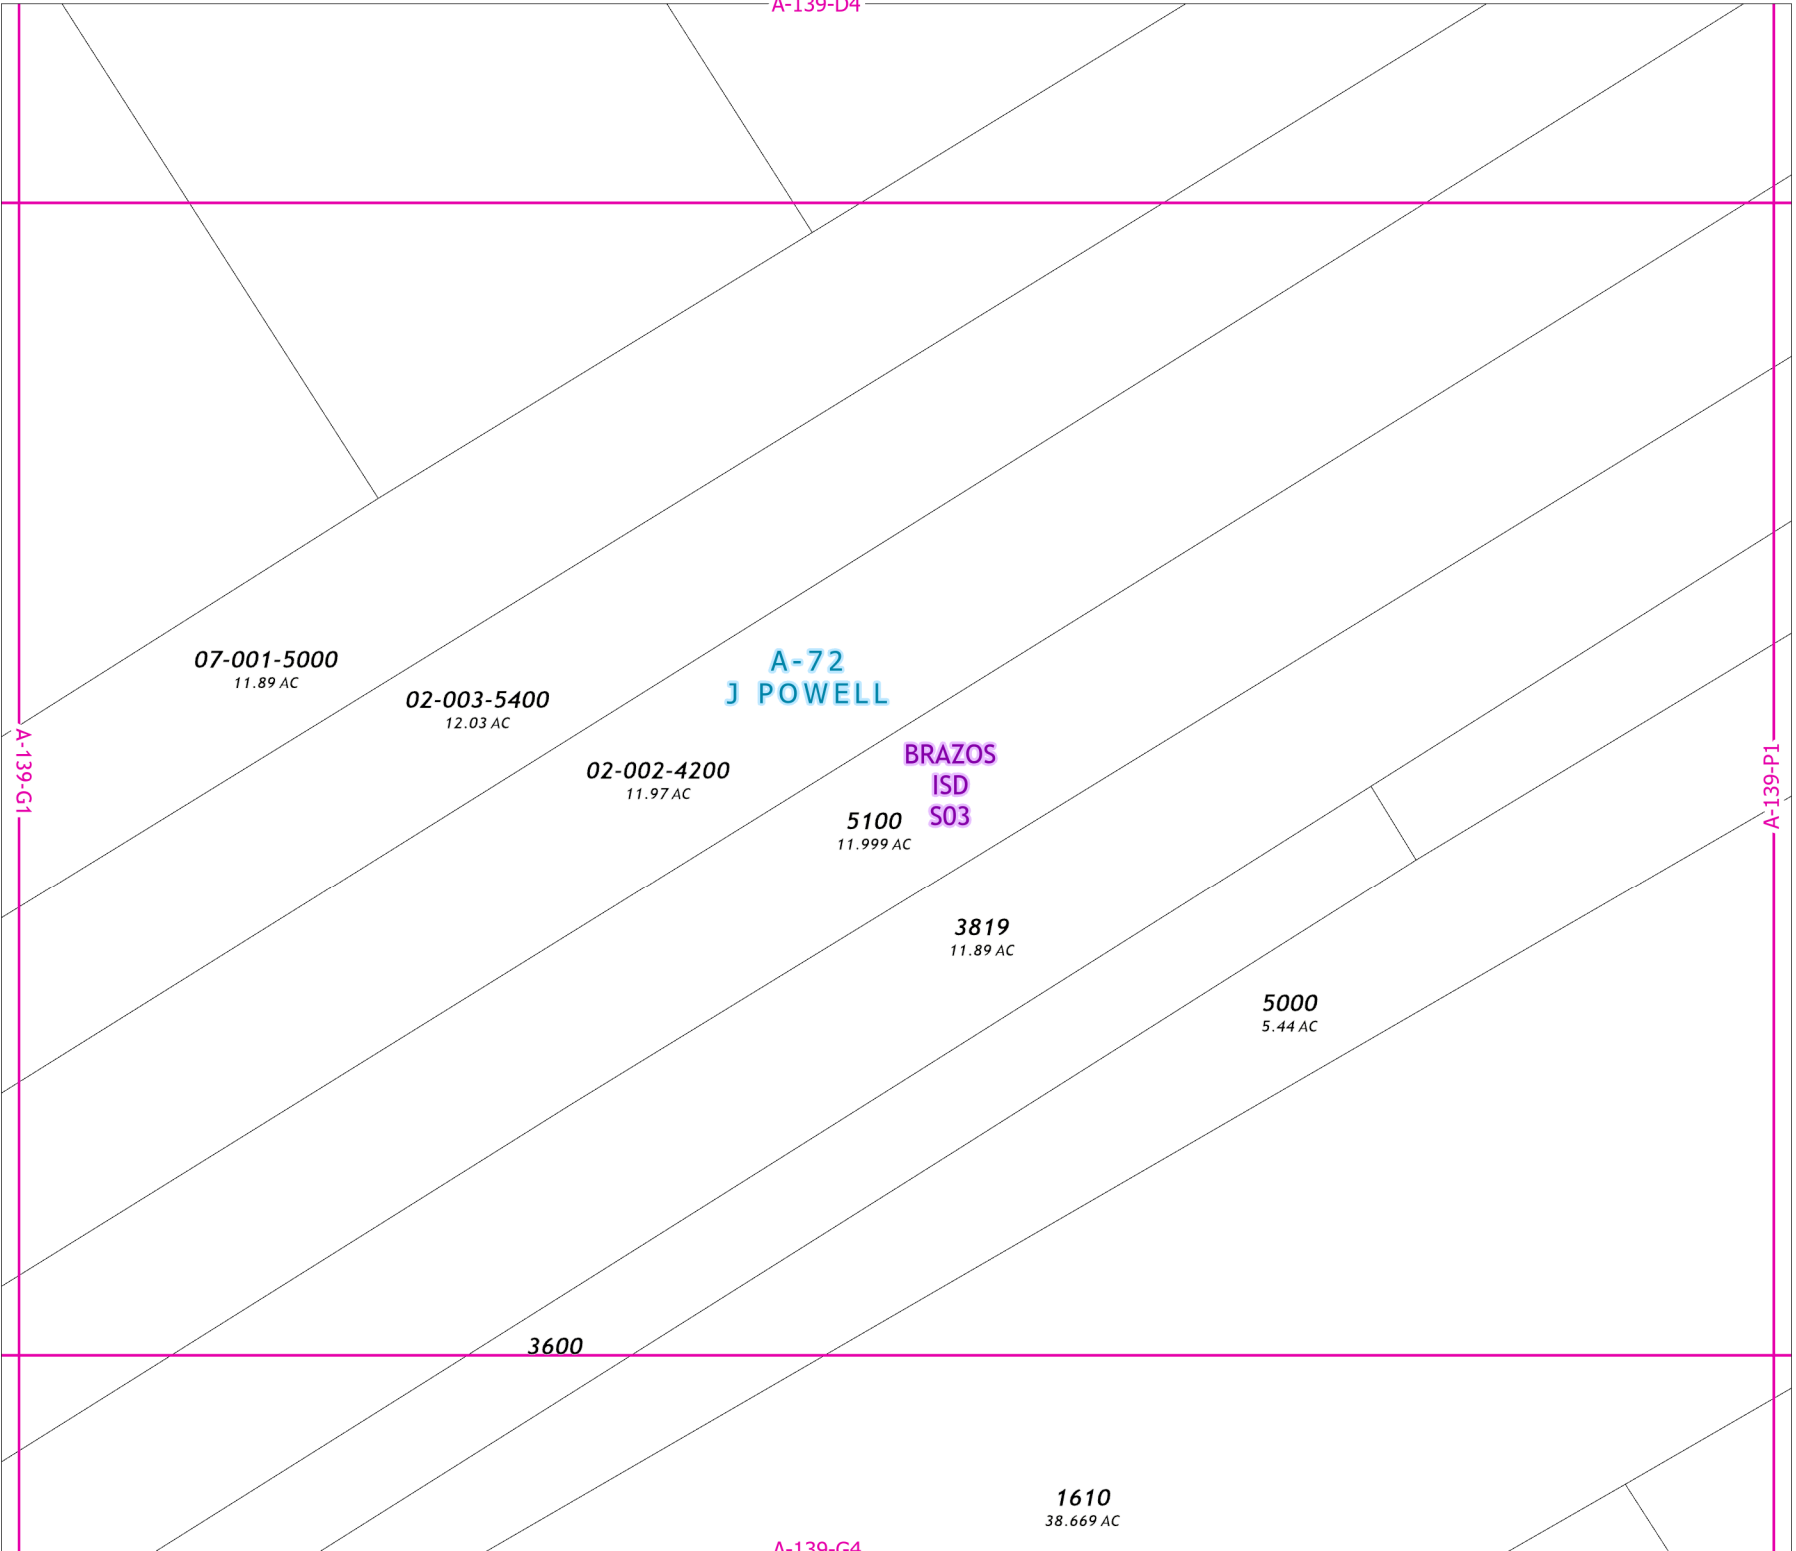 A-139-D4
07-001-5000
11.89 AC
02-003-5400
12.03 AC
A-72
J POWELL
A-139-G1
02-002-4200
11.97 AC
BRAZOS
ISD
S03
A-139-P1
5100
11.999 AC
3819
11.89 AC
5000
5.44 AC
3600
1610
38.669 AC
A-139-G4